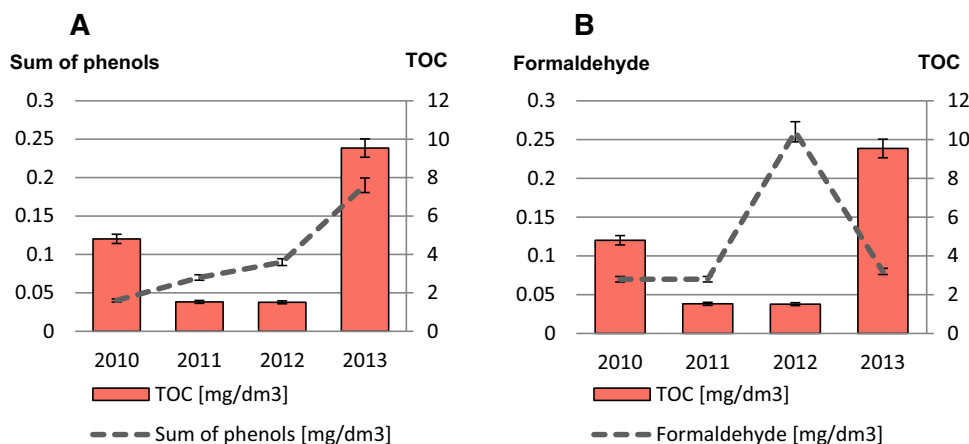 A
Sum of phenols TOC
0.3 12
0.25 10
0.2 8
0.15 6
0.1 4
0.05 2
0 0
2010 2011 2012 2013
TOC [mg/dm3]
Sum of phenols [mg/dm3]
B
Formaldehyde TOC
0.3 12
0.25 10
0.2 8
0.15 6
0.1 4
0.05 2
0 0
2010 2011 2012 2013
TOC [mg/dm3]
Formaldehyde [mg/dm3]